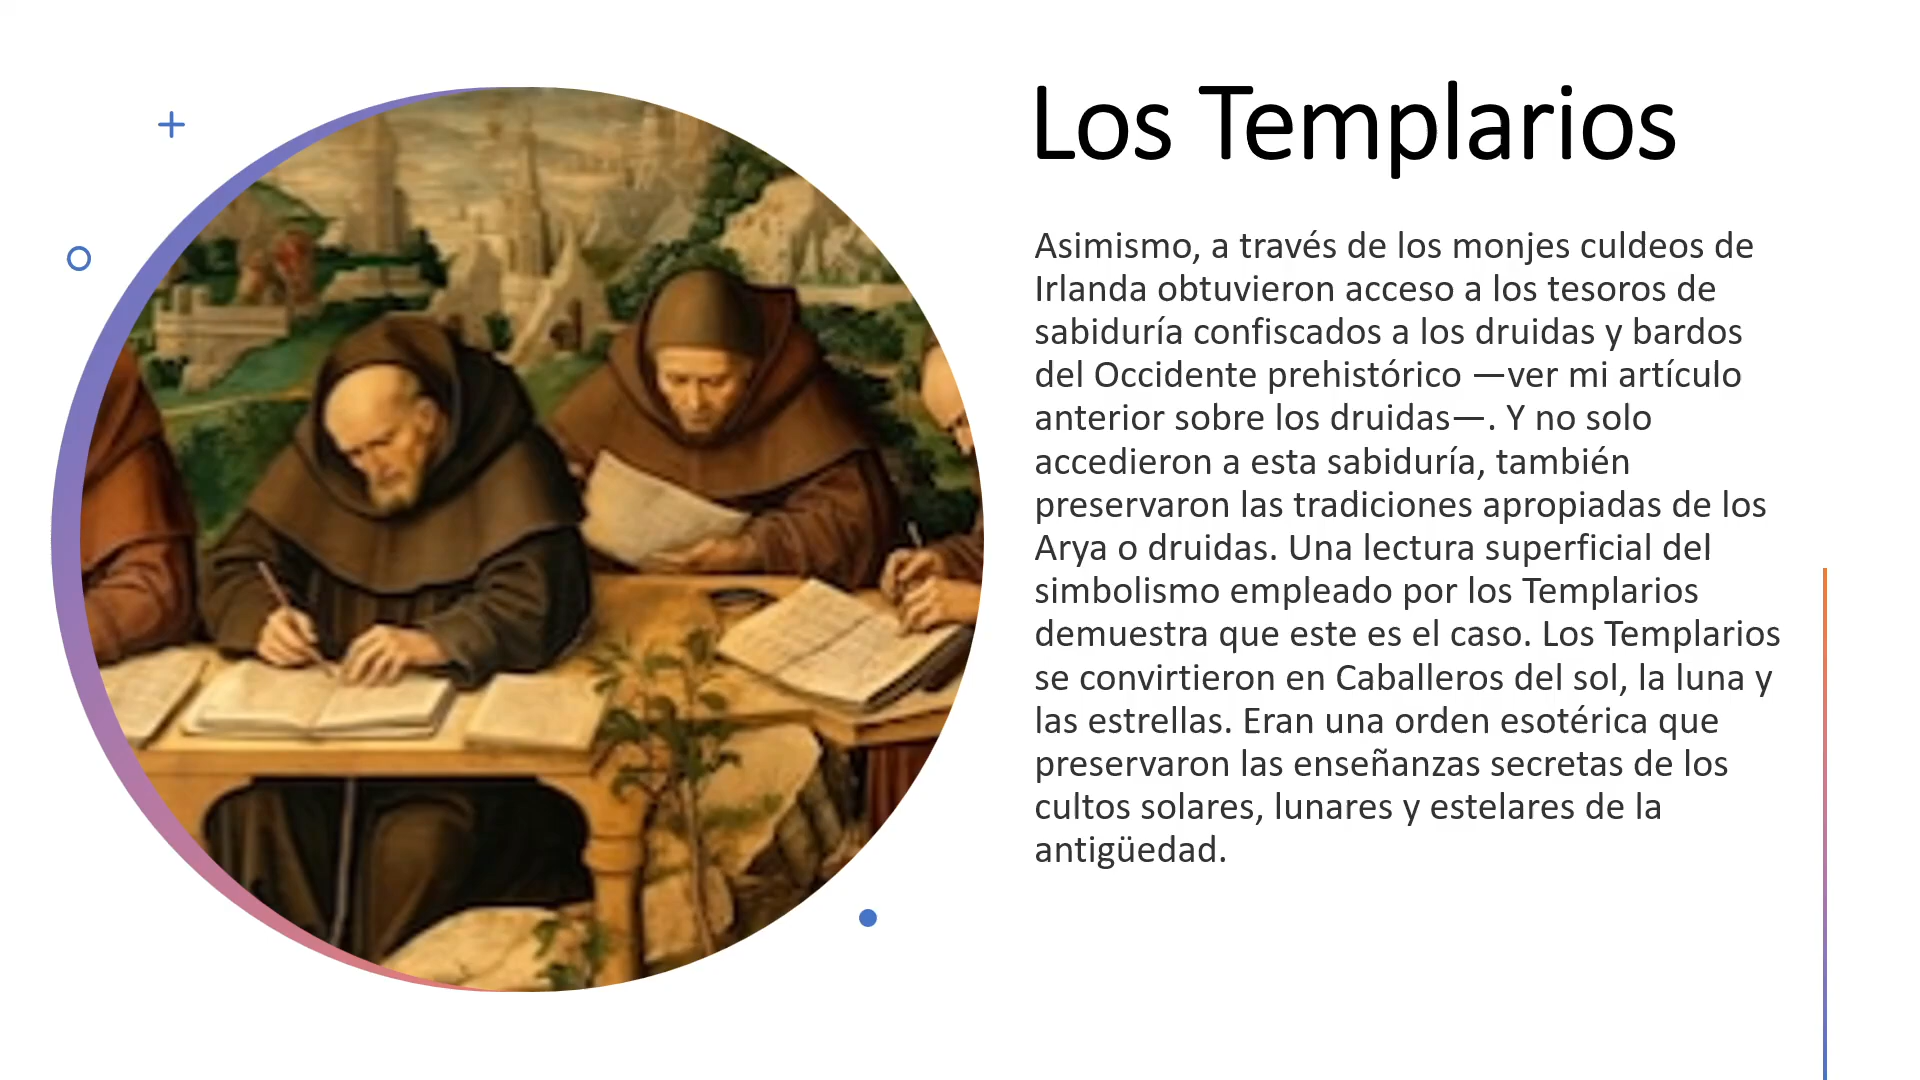 Los Templarios
Asimismo, a través de los monjes culdeos de
Irlanda obtuvieron acceso a los tesoros de
sabiduría confiscados a los druidas y bardos
del Occidente prehistórico —ver mi artículo
anterior sobre los druidas—. Y no solo
accedieron a esta sabiduría, también
preservaron las tradiciones apropiadas de los
Arya o druidas. Una lectura superficial del
simbolismo empleado por los Templarios
demuestra que este es el caso. Los Templarios
se convirtieron en Caballeros del sol, la luna y
las estrellas. Eran una orden esotérica que
preservaron las enseñanzas secretas de los
cultos solares, lunares y estelares de la
antigüedad.